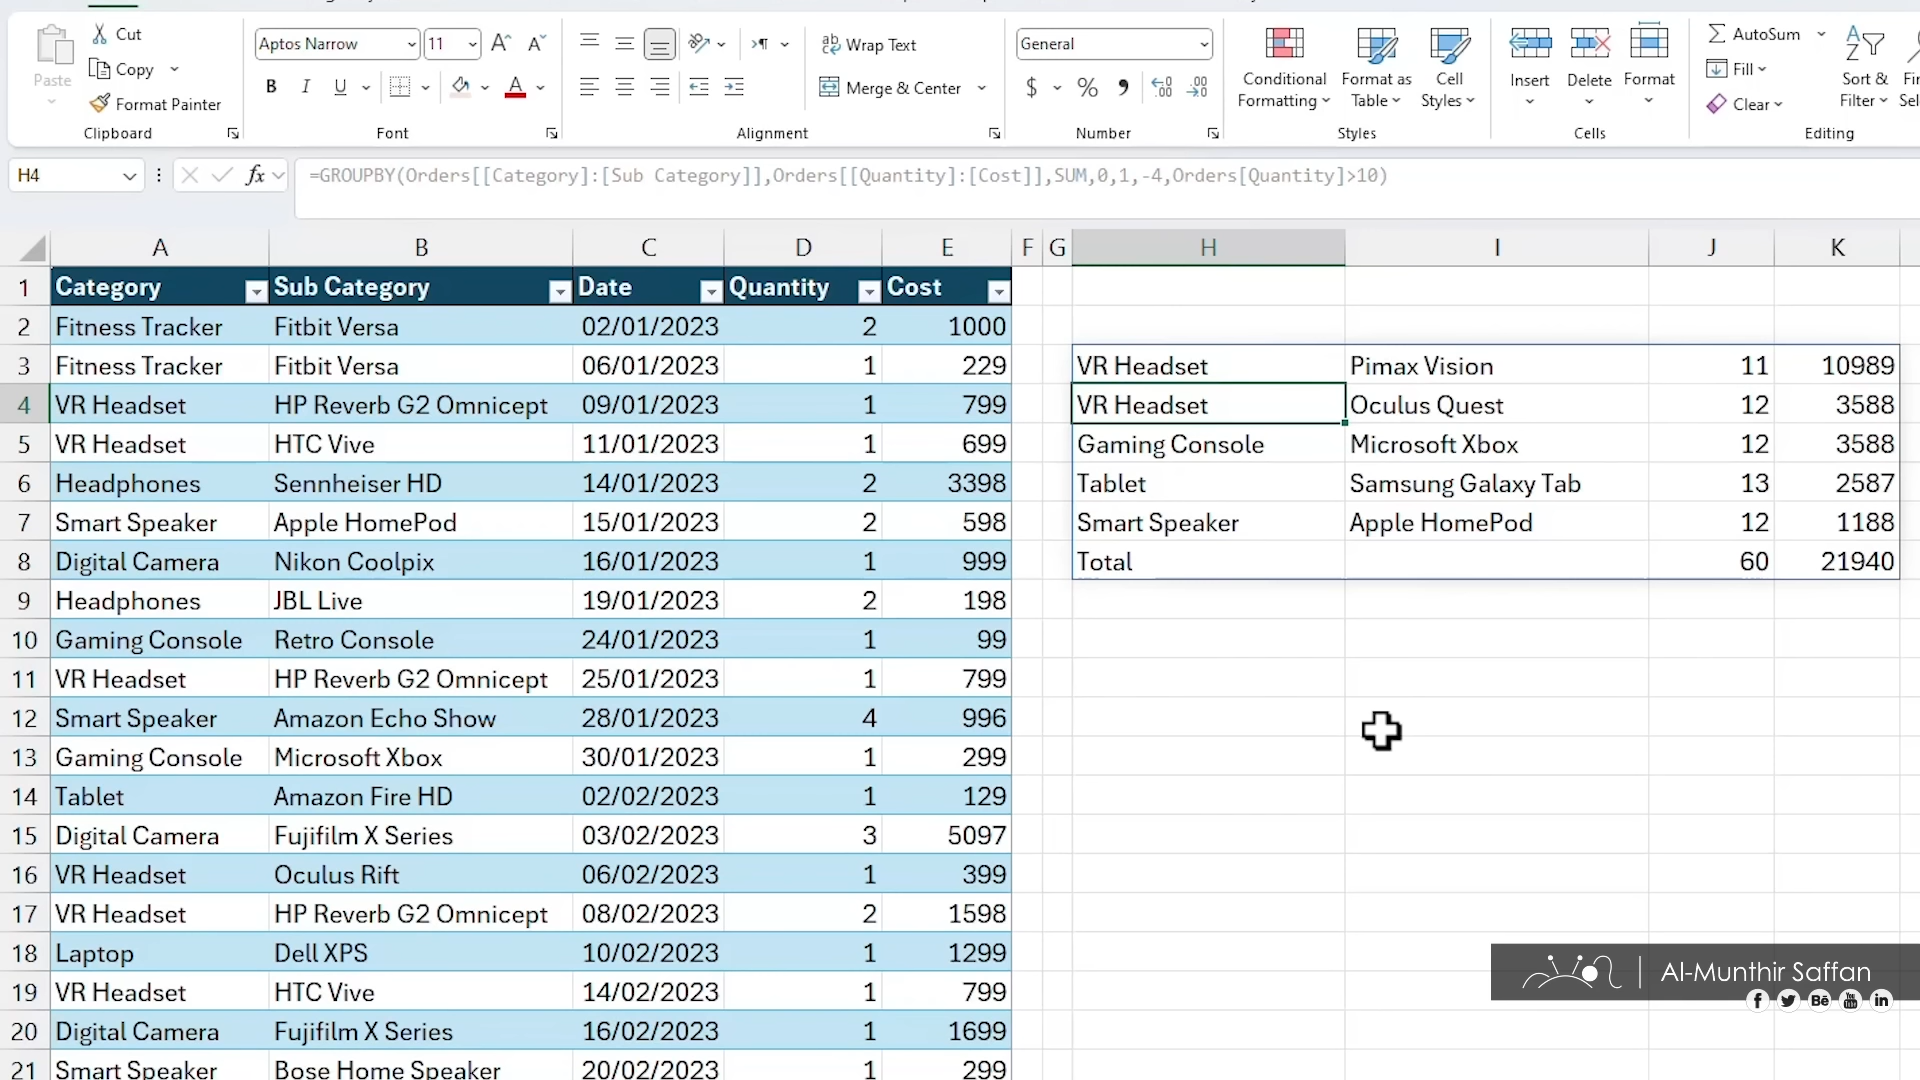 Cut
Copy
Paste
Format Painter
Clipboard
Aptos Narrow
11
B I U
Font
Wrap Text
Merge & Center
Alignment
General
$ %
Number
Conditional Formatting
Format as Table
Cell Styles
Styles
Insert
Delete
Format
Cells
AutoSum
Fill
Clear
Sort & Filter
Editing
H4
fx
=GROUPBY(Orders[[Category]:[Sub Category]],Orders[[Quantity]:[Cost]],SUM,0,1,-4,Orders[Quantity]>10)
A B C D E F G H I J K
1 Category Sub Category Date Quantity Cost
2 Fitness Tracker Fitbit Versa 02/01/2023 2 1000
3 Fitness Tracker Fitbit Versa 06/01/2023 1 229 VR Headset Pimax Vision 11 10989
4 VR Headset HP Reverb G2 Omnicept 09/01/2023 1 799 VR Headset Oculus Quest 12 3588
5 VR Headset HTC Vive 11/01/2023 1 699 Gaming Console Microsoft Xbox 12 3588
6 Headphones Sennheiser HD 14/01/2023 2 3398 Tablet Samsung Galaxy Tab 13 2587
7 Smart Speaker Apple HomePod 15/01/2023 2 598 Smart Speaker Apple HomePod 12 1188
8 Digital Camera Nikon Coolpix 16/01/2023 1 999 Total 60 21940
9 Headphones JBL Live 19/01/2023 2 198
10 Gaming Console Retro Console 24/01/2023 1 99
11 VR Headset HP Reverb G2 Omnicept 25/01/2023 1 799
12 Smart Speaker Amazon Echo Show 28/01/2023 4 996
13 Gaming Console Microsoft Xbox 30/01/2023 1 299
14 Tablet Amazon Fire HD 02/02/2023 1 129
15 Digital Camera Fujifilm X Series 03/02/2023 3 5097
16 VR Headset Oculus Rift 06/02/2023 1 399
17 VR Headset HP Reverb G2 Omnicept 08/02/2023 2 1598
18 Laptop Dell XPS 10/02/2023 1 1299
19 VR Headset HTC Vive 14/02/2023 1 799
20 Digital Camera Fujifilm X Series 16/02/2023 1 1699
21 Smart Speaker Bose Home Speaker 20/02/2023 1 299
Al-Munthir Saffan